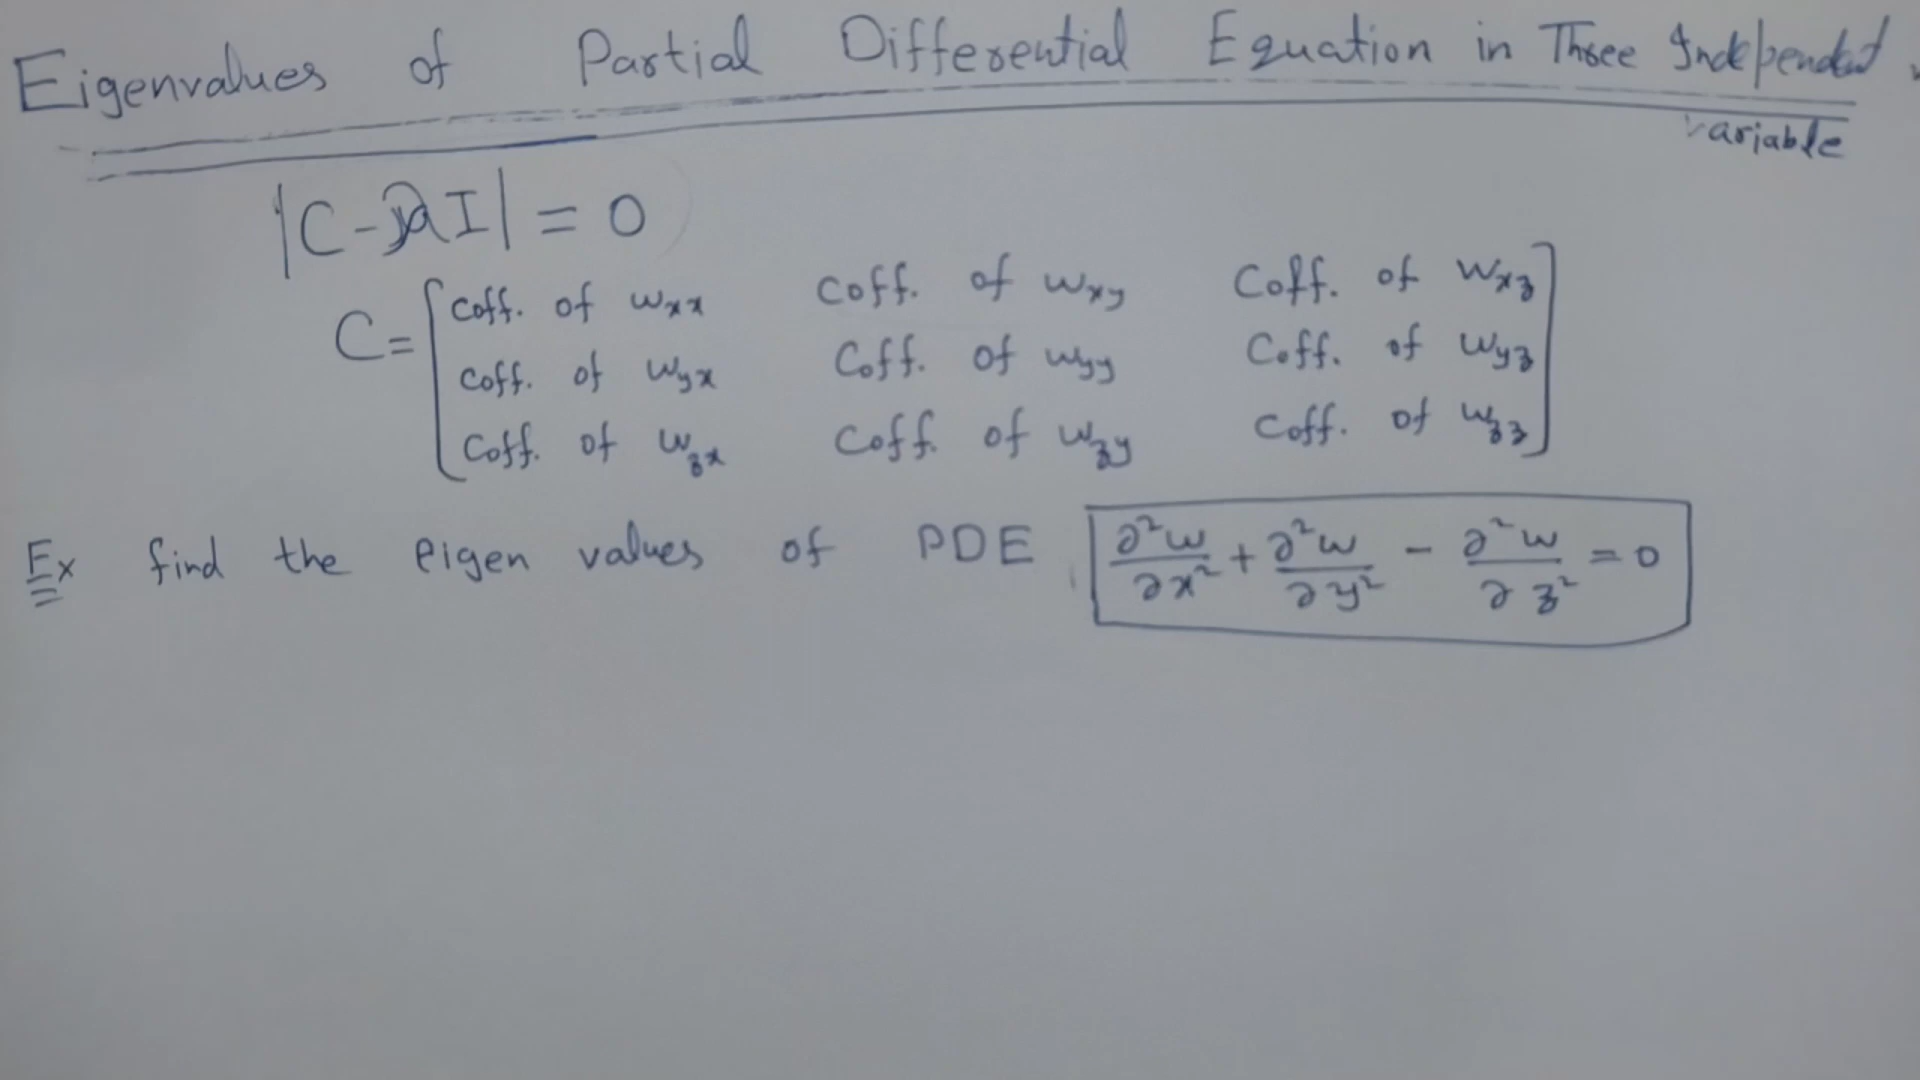 Eigenvalues of Partial Differential Equation in Three Independent
variable
|C-λI| = 0
C = [Coff. of wxx Coff. of wxy Coff. of wxz
Coff. of wyx Coff. of wyy Coff. of wyz
Coff. of wzx Coff. of wzy Coff. of wzz]
Ex find the eigen values of PDE ∂²w/∂x² + ∂²w/∂y² - ∂²w/∂z² = 0